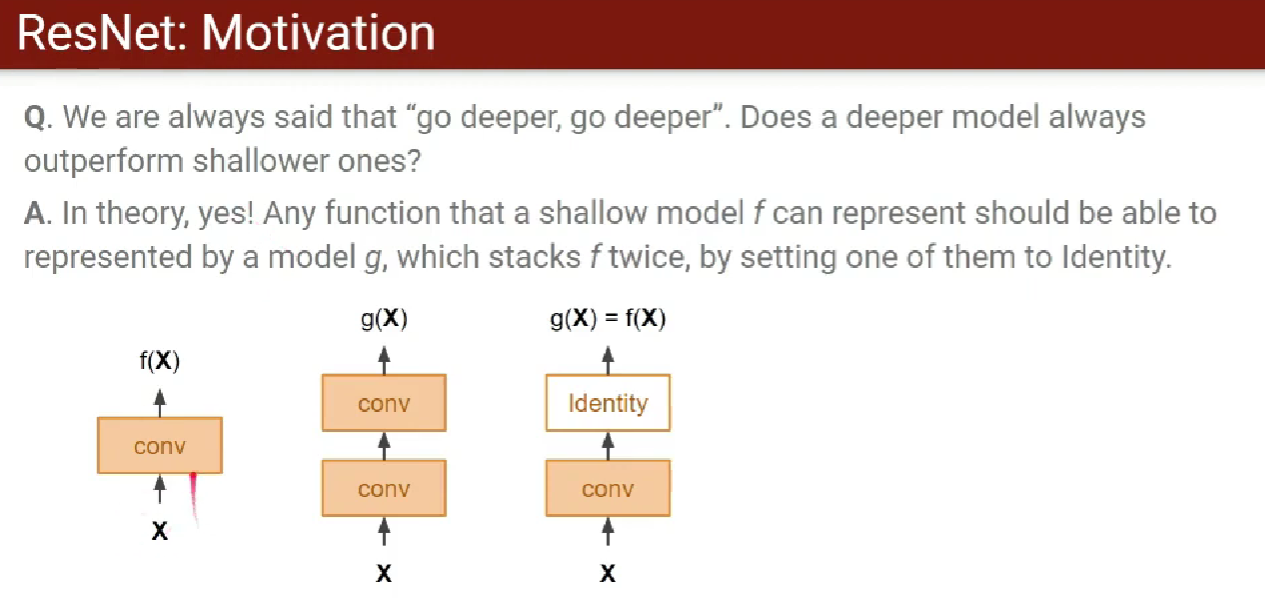 ResNet: Motivation
Q. We are always said that “go deeper, go deeper”. Does a deeper model always
outperform shallower ones?
A. In theory, yes! Any function that a shallow model f can represent should be able to
represented by a model g, which stacks f twice, by setting one of them to Identity.
f(X)
conv
X
g(X)
conv
conv
X
g(X) = f(X)
Identity
conv
X